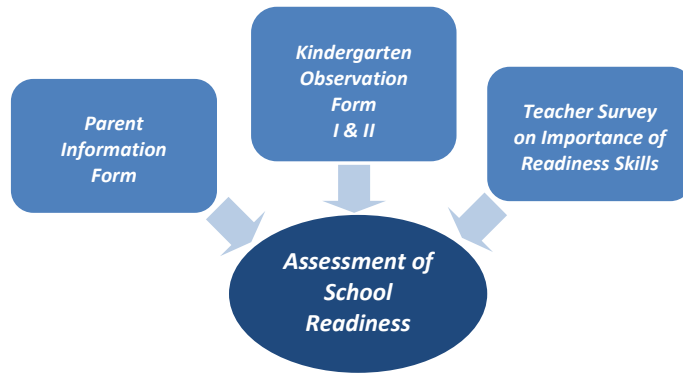 Parent
Information
Form
Kindergarten
Observation
Form
I & II
Teacher Survey
on Importance of
Readiness Skills
Assessment of
School
Readiness